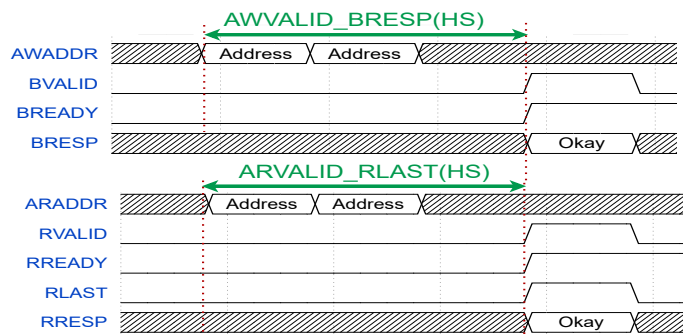 AWVALID_BRESP(HS)
AWADDR Address Address
BVALID
BREADY
BRESP Okay
ARVALID_RLAST(HS)
ARADDR Address Address
RVALID
RREADY
RLAST
RRESP Okay